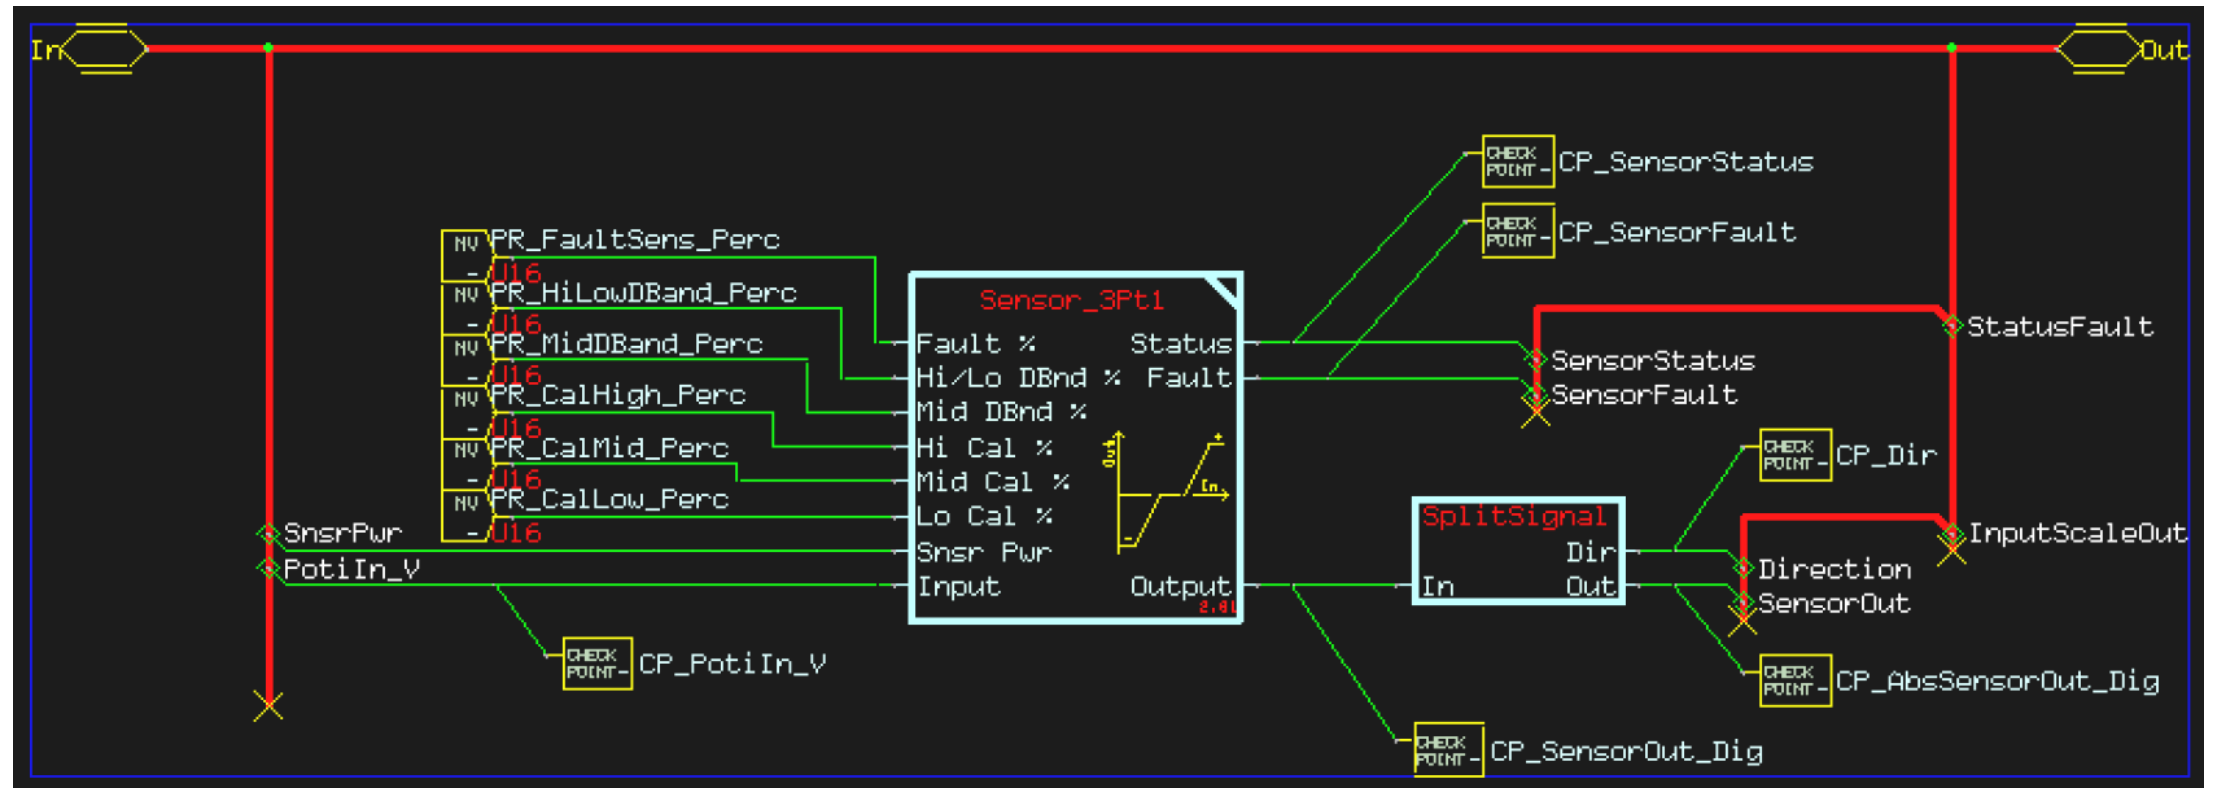 In
Out
CHECK
POINT
CP_SensorStatus
CHECK
POINT
CP_SensorFault
NV
PR_FaultSens_Perc
U16
NV
PR_HiLowDBand_Perc
U16
NV
PR_MidDBand_Perc
U16
NV
PR_CalHigh_Perc
U16
NV
PR_CalMid_Perc
U16
NV
PR_CalLow_Perc
U16
SnsrPwr
PotiIn_V
CHECK
POINT
CP_PotiIn_V
Sensor_3Pt1
Fault % Status
Hi/Lo DBnd % Fault
Mid DBnd %
Hi Cal %
Mid Cal %
Lo Cal %
Snsr Pwr
Input Output
Out
+
In
-
StatusFault
SensorStatus
SensorFault
CHECK
POINT
CP_Dir
SplitSignal
Dir
In Out
InputScaleOut
Direction
SensorOut
CHECK
POINT
CP_AbsSensorOut_Dig
CHECK
POINT
CP_SensorOut_Dig